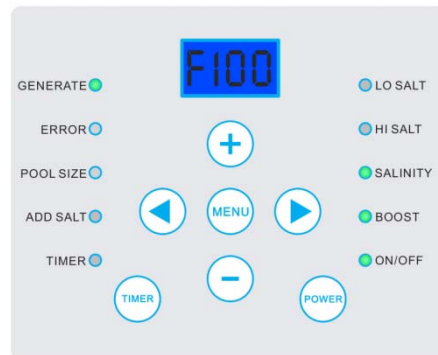 F100
GENERATE
ERROR
POOL SIZE
ADD SALT
TIMER
LO SALT
HI SALT
SALINITY
BOOST
ON/OFF
+
MENU
−
TIMER
POWER